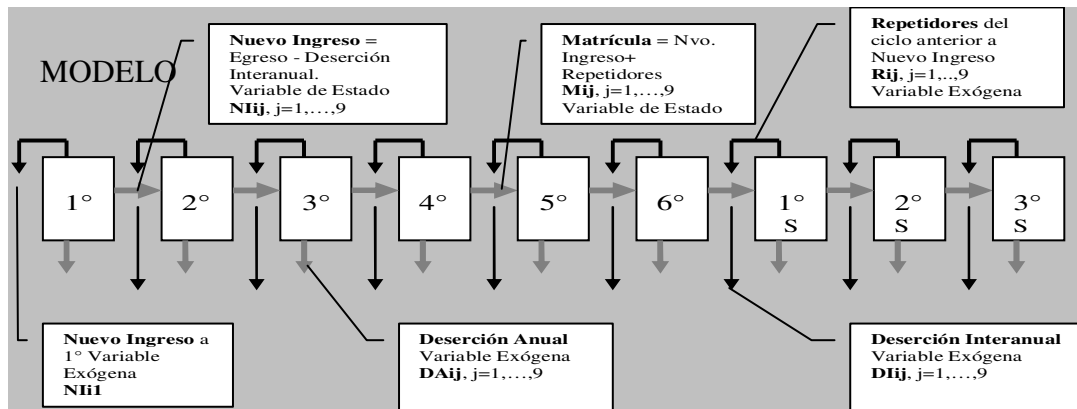 MODELO
Nuevo Ingreso =
Egreso - Deserción
Interanual.
Variable de Estado
NIij, j=1,...,9
Matrícula = Nvo.
Ingreso+
Repetidores
Mij, j=1,...,9
Variable de Estado
Repetidores del
ciclo anterior a
Nuevo Ingreso
Rij, j=1,..,9
Variable Exógena
1°
2°
3°
4°
5°
6°
1°
S
2°
S
3°
S
Nuevo Ingreso a
1° Variable
Exógena
NIi1
Deserción Anual
Variable Exógena
DAij, j=1,...,9
Deserción Interanual
Variable Exógena
DIij, j=1,...,9